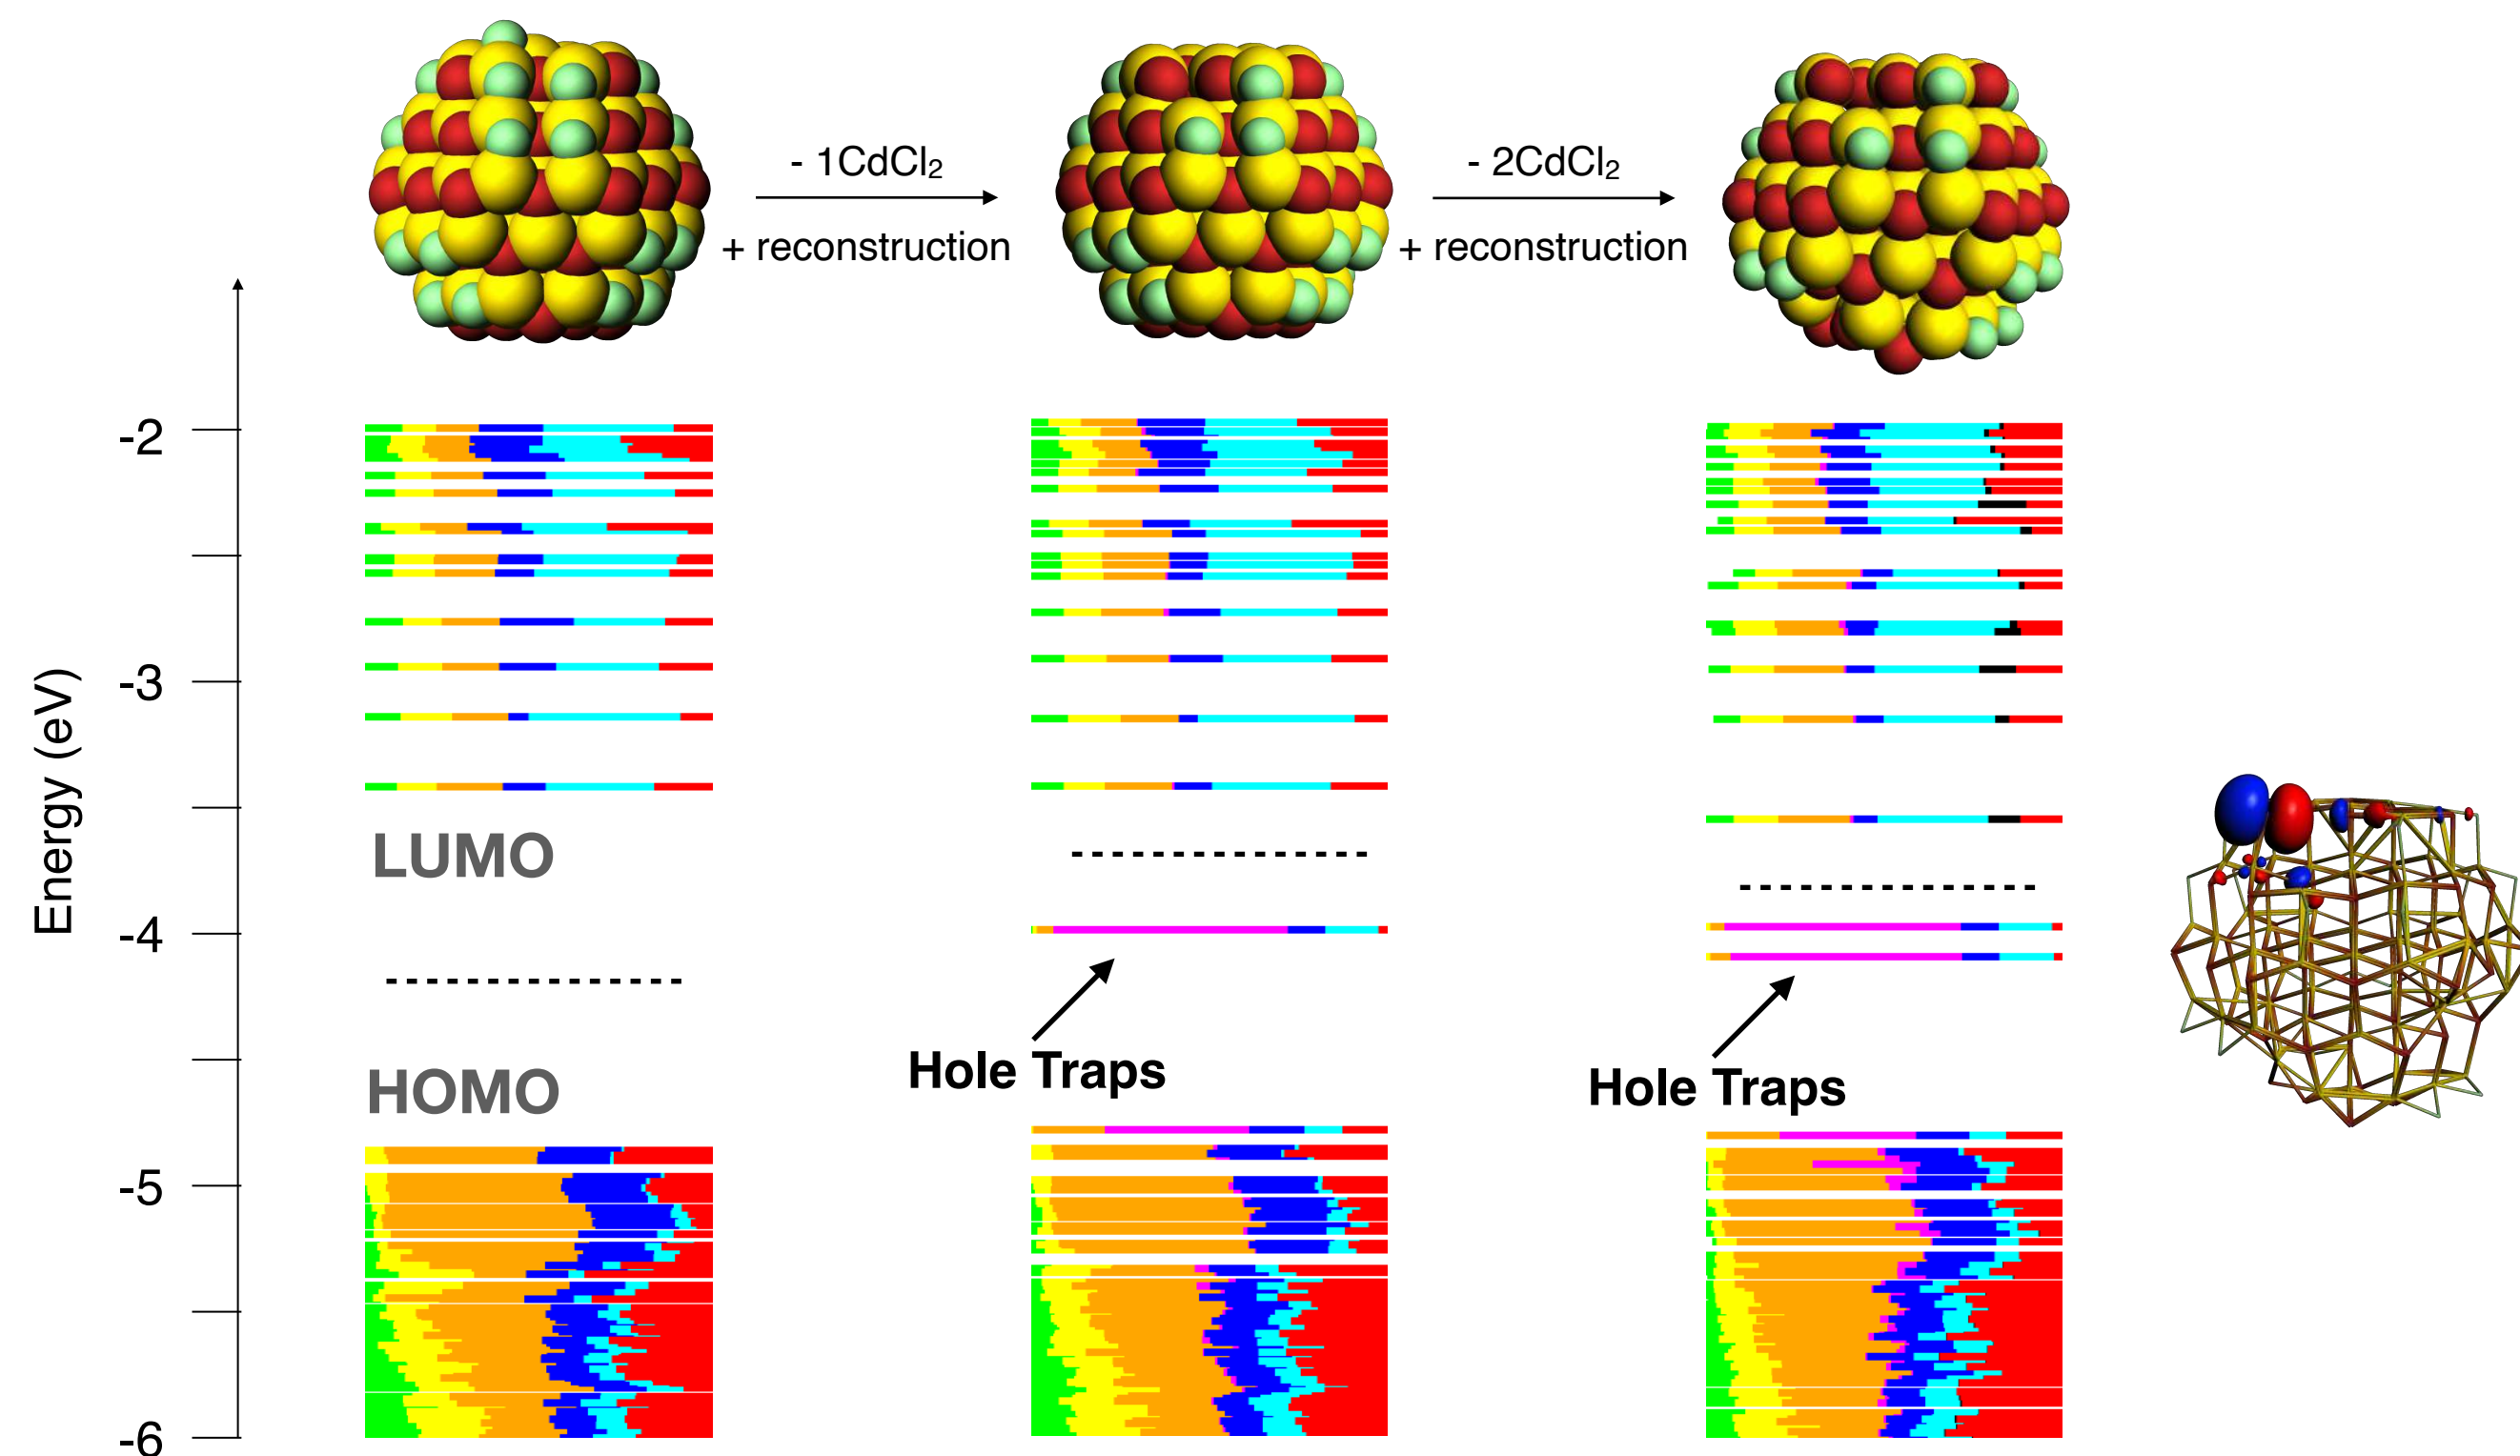 - 1CdCl₂
+ reconstruction
- 2CdCl₂
+ reconstruction
Energy (eV)
-2
-3
-4
-5
-6
LUMO
HOMO
Hole Traps
Hole Traps